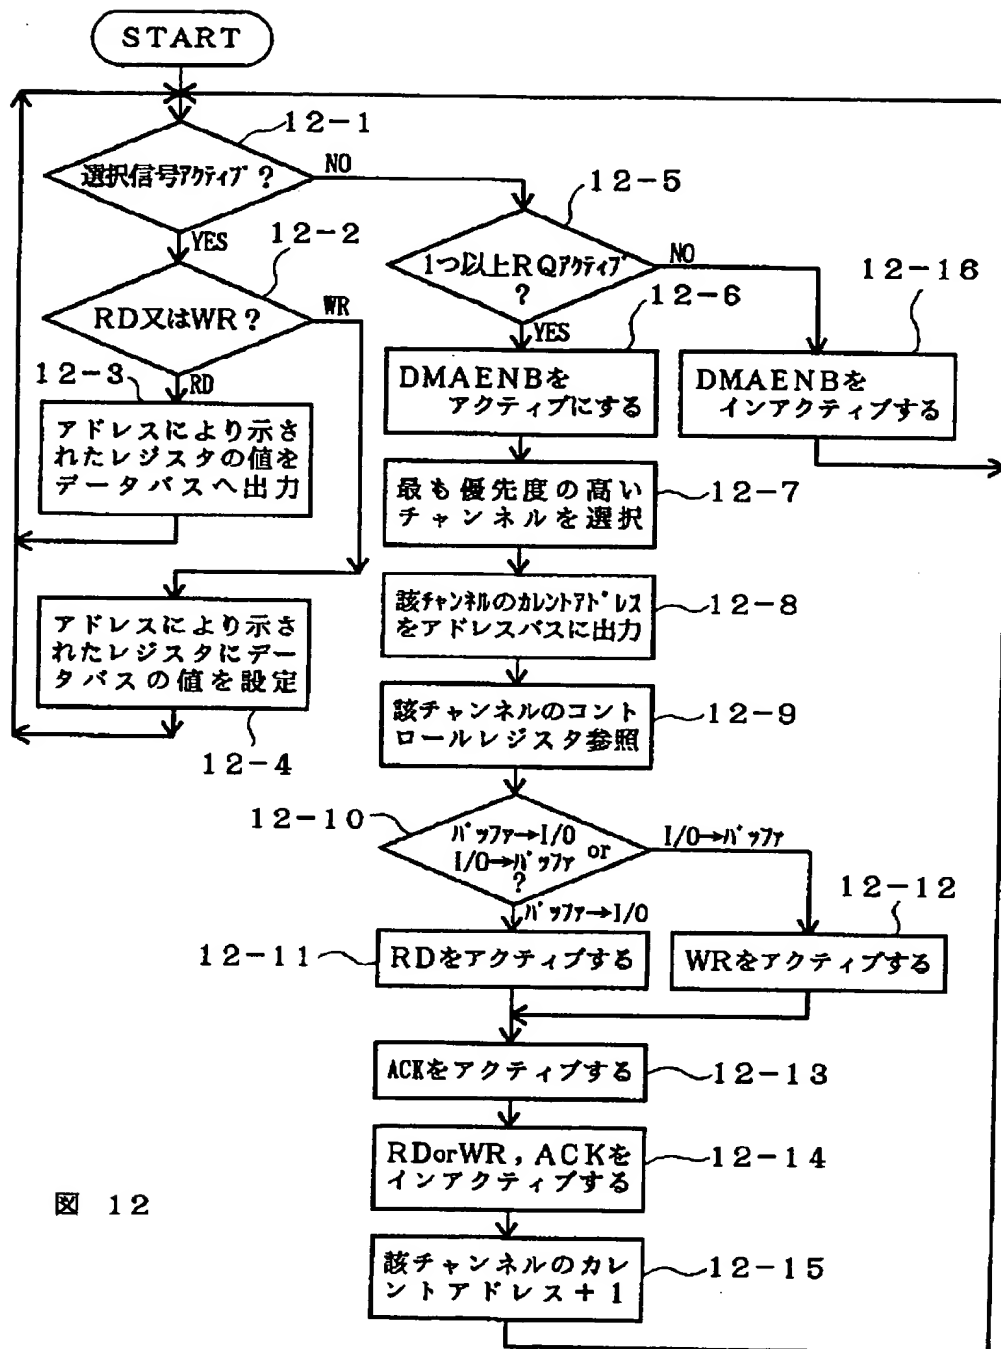 START
12-1
選択信号アクティブ?
NO
YES
12-2
RD又はWR?
WR
RD
12-3
アドレスにより示さ
れたレジスタの値を
データバスへ出力
アドレスにより示さ
れたレジスタにデー
タバスの値を設定
12-4
12-5
1つ以上RQアクティブ
?
NO
YES
12-6
DMAENBを
アクティブにする
12-16
DMAENBを
インアクティブする
最も優先度の高い
チャンネルを選択
12-7
該チャンネルのカレントアドレス
をアドレスバスに出力
12-8
該チャンネルのコント
ロールレジスタ参照
12-9
12-10
バッファ→I/O
I/O→バッファ or
?
I/O→バッファ
バッファ→I/O
12-11
RDをアクティブする
12-12
WRをアクティブする
ACKをアクティブする
12-13
RDorWR,ACKを
インアクティブする
12-14
該チャンネルのカレ
ントアドレス+1
12-15
図 12